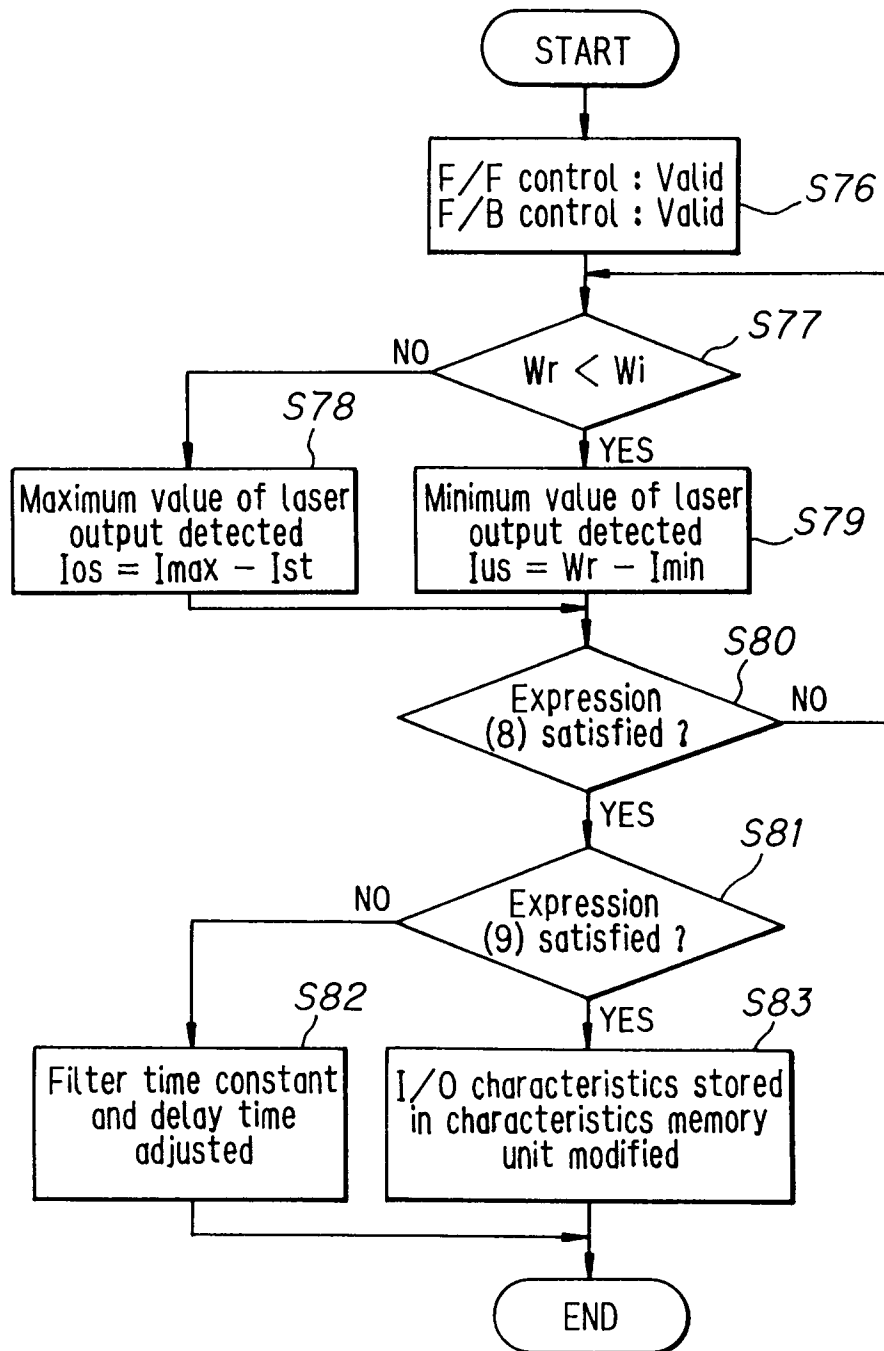 START
F/F control : Valid
F/B control : Valid
S76
S77
NO
Wr < Wi
S78
YES
Maximum value of laser
output detected
Ios = Imax - Ist
Minimum value of laser
output detected
Ius = Wr - Imin
S79
S80
Expression
(8) satisfied ?
NO
YES
S81
NO
Expression
(9) satisfied ?
S82
YES
S83
Filter time constant
and delay time
adjusted
I/O characteristics stored
in characteristics memory
unit modified
END